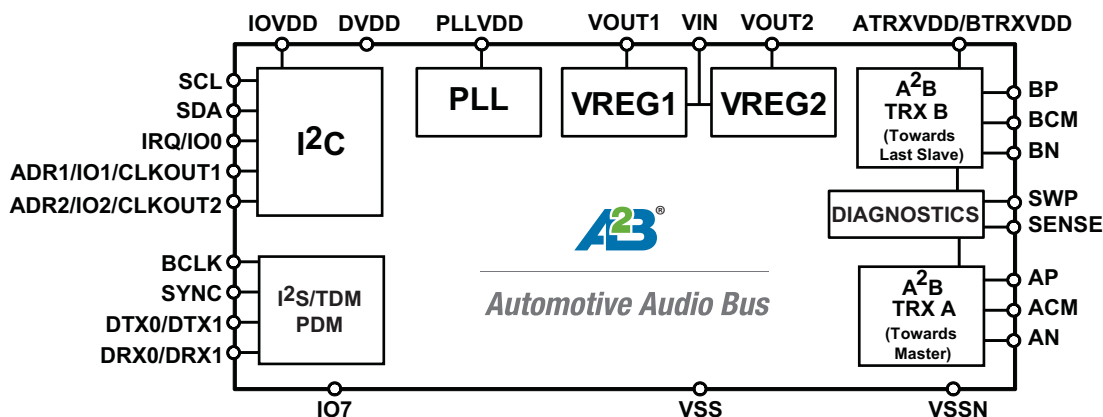 IOVDD DVDD PLLVDD VOUT1 VIN VOUT2 ATRXVDD/BTRXVDD
SCL
SDA
IRQ/IO0
ADR1/IO1/CLKOUT1
ADR2/IO2/CLKOUT2
I²C
PLL
VREG1
VREG2
A²B
TRX B
(Towards
Last Slave)
BP
BCM
BN
DIAGNOSTICS
SWP
SENSE
A2B®
Automotive Audio Bus
BCLK
SYNC
DTX0/DTX1
DRX0/DRX1
I²S/TDM
PDM
A²B
TRX A
(Towards
Master)
AP
ACM
AN
IO7 VSS VSSN